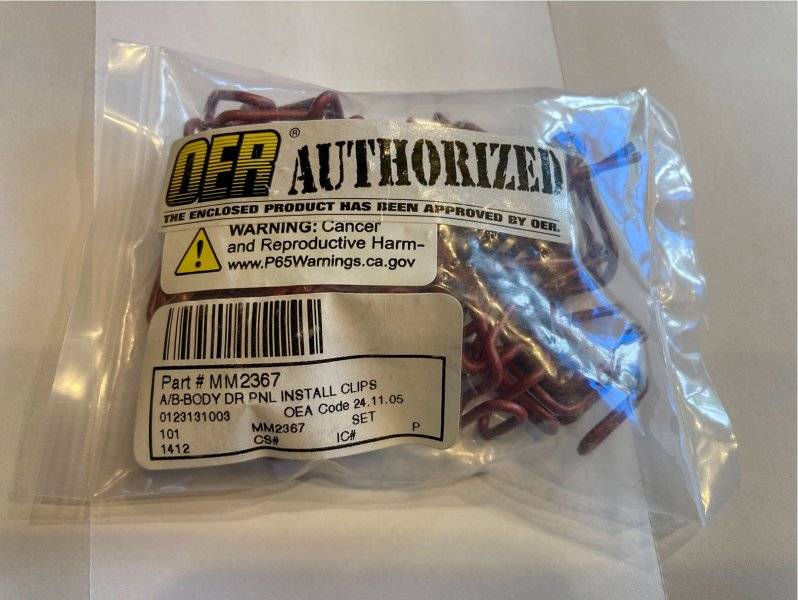 OER® AUTHORIZED
THE ENCLOSED PRODUCT HAS BEEN APPROVED BY OER.
WARNING: Cancer
and Reproductive Harm-
www.P65Warnings.ca.gov
Part # MM2367
A/B-BODY DR PNL INSTALL CLIPS
0123131003 OEA Code 24.11.05
101 MM2367 SET P
1412 CS# IC#